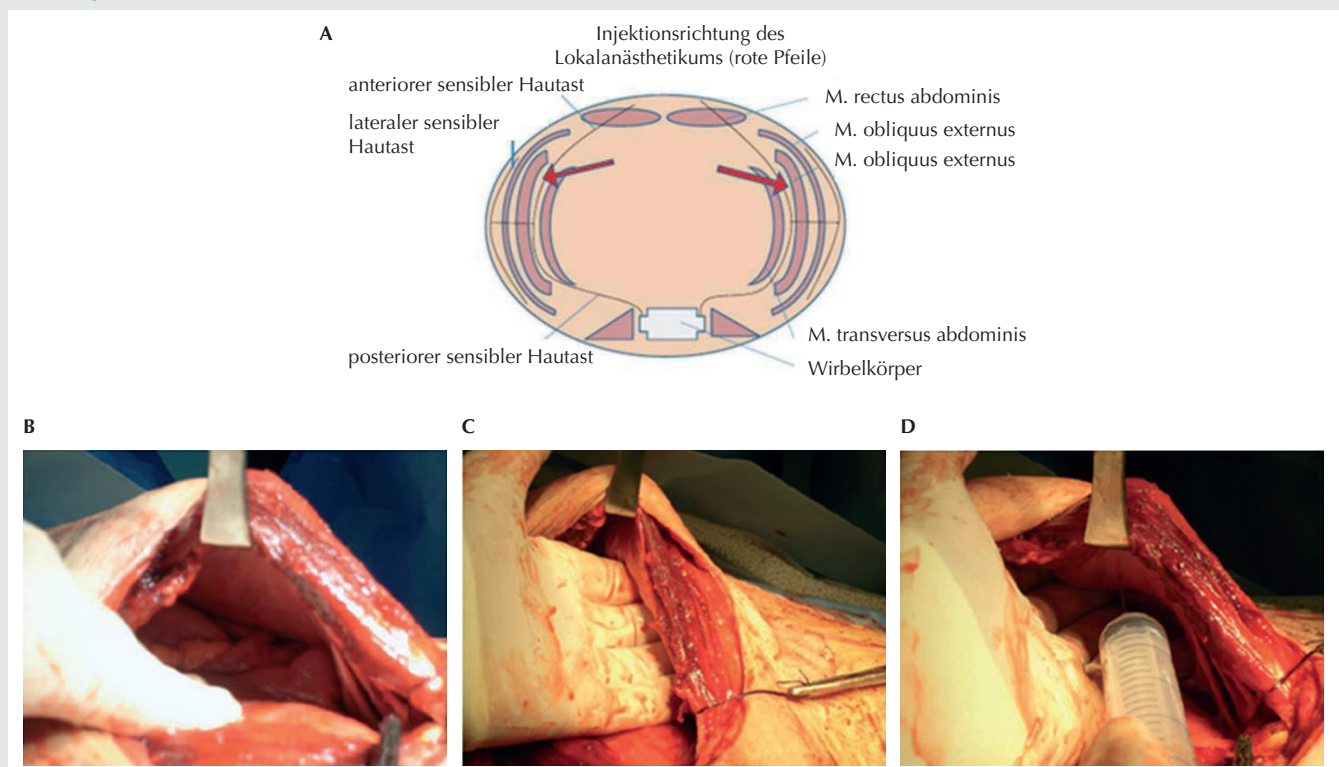 A
Injektionsrichtung des
Lokalanästhetikums (rote Pfeile)
anteriorer sensibler Hautast
lateraler sensibler
Hautast
M. rectus abdominis
M. obliquus externus
M. obliquus externus
posteriorer sensibler Hautast
M. transversus abdominis
Wirbelkörper
B
C
D